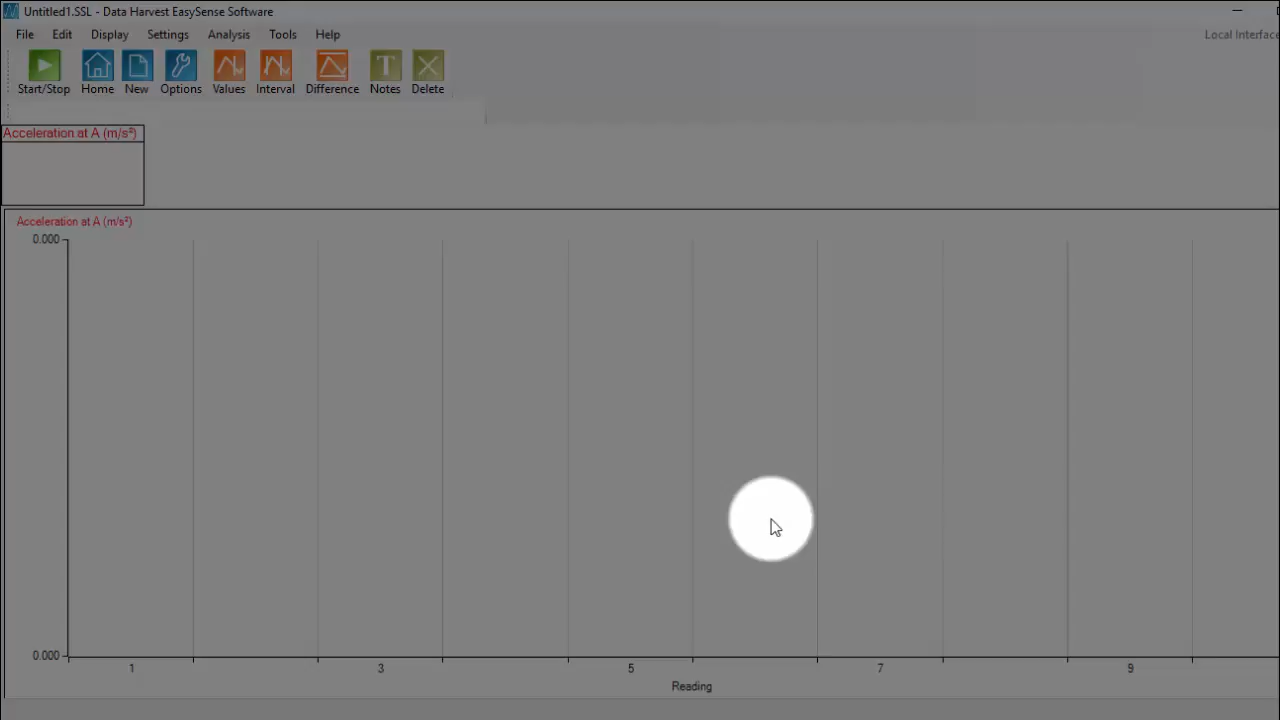 Untitled1.SSL - Data Harvest EasySense Software
File Edit Display Settings Analysis Tools Help
Local Interface
Start/Stop Home New Options Values Interval Difference Notes Delete
T
Acceleration at A (m/s²)
Acceleration at A (m/s²)
0.000
0.000
1 3 5 7 9
Reading